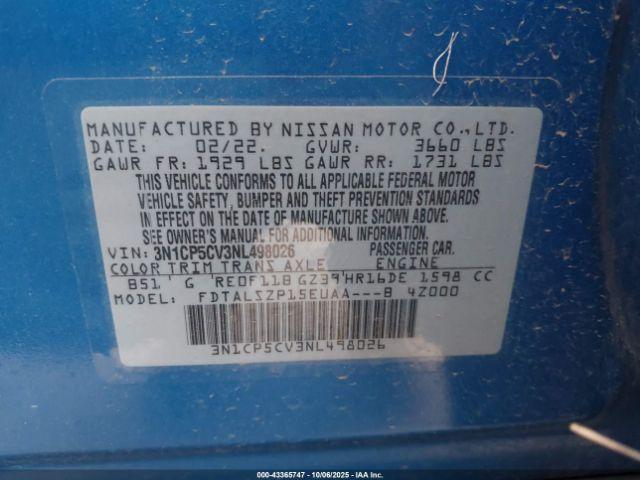 MANUFACTURED BY NISSAN MOTOR CO.,LTD.
DATE: 02/22. GVWR: 3660 LBS
GAWR FR: 1929 LBS GAWR RR: 1731 LBS
THIS VEHICLE CONFORMS TO ALL APPLICABLE FEDERAL MOTOR
VEHICLE SAFETY, BUMPER AND THEFT PREVENTION STANDARDS
IN EFFECT ON THE DATE OF MANUFACTURE SHOWN ABOVE.
SEE OWNER'S MANUAL FOR ADDITIONAL INFORMATION.
VIN: 3N1CP5CV3NL498026 PASSENGER CAR.
COLOR TRIM TRANS AXLE ENGINE
B51 ' G RE0F11B GZ39'HR16DE 1598 CC
MODEL: FDTALSZP15EUAA---B 4Z000
3N1CP5CV3NL498026
000-43365747 - 10/06/2025 - IAA Inc.